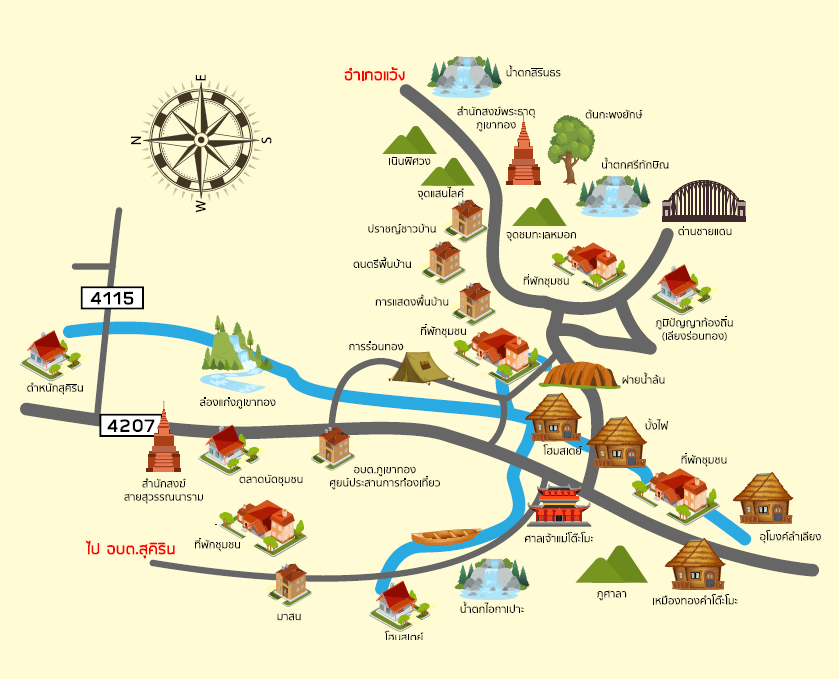 อำเภอแว้ง
น้ำตกสิรินธร
E
N
S
W
สำนักสงฆ์พระธาตุ
ภูเขาทอง
ต้นกะพงยักษ์
เนินพิศวง
น้ำตกศรีทักษิณ
จุดแสนไลค์
ปราชญ์ชาวบ้าน
จุดชมทะเลหมอก
ด่านชายแดน
ดนตรีพื้นบ้าน
ที่พักชุมชน
4115
การแสดงพื้นบ้าน
ภูมิปัญญาท้องถิ่น
(เลียงร่อนทอง)
ที่พักชุมชน
การร่อนทอง
ตำหนักสุคิริน
ล่องแก่งภูเขาทอง
ฝายน้ำล้น
4207
โฮมสเตย์
บั้งไฟ
ที่พักชุมชน
สำนักสงฆ์
สายสุวรรณนาราม
ตลาดนัดชุมชน
อบต.ภูเขาทอง
ศูนย์ประสานการท่องเที่ยว
ศาลเจ้าแม่โต๊ะโมะ
อุโมงค์ลำเลียง
ไป อบต.สุคิริน
ที่พักชุมชน
มาสน
โฮมสเตย์
น้ำตกไอกาเปาะ
ภูศาลา
เหมืองทองคำโต๊ะโมะ